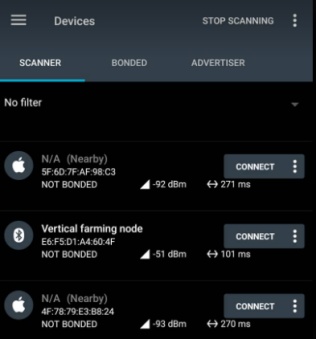 Devices STOP SCANNING
SCANNER BONDED ADVERTISER
No filter
N/A (Nearby)
5F:6D:7F:AF:98:C3 CONNECT
NOT BONDED -92 dBm 271 ms
Vertical farming node
E6:F5:D1:A4:60:4F CONNECT
NOT BONDED -51 dBm 101 ms
N/A (Nearby)
4F:78:79:E3:B8:24 CONNECT
NOT BONDED -93 dBm 270 ms